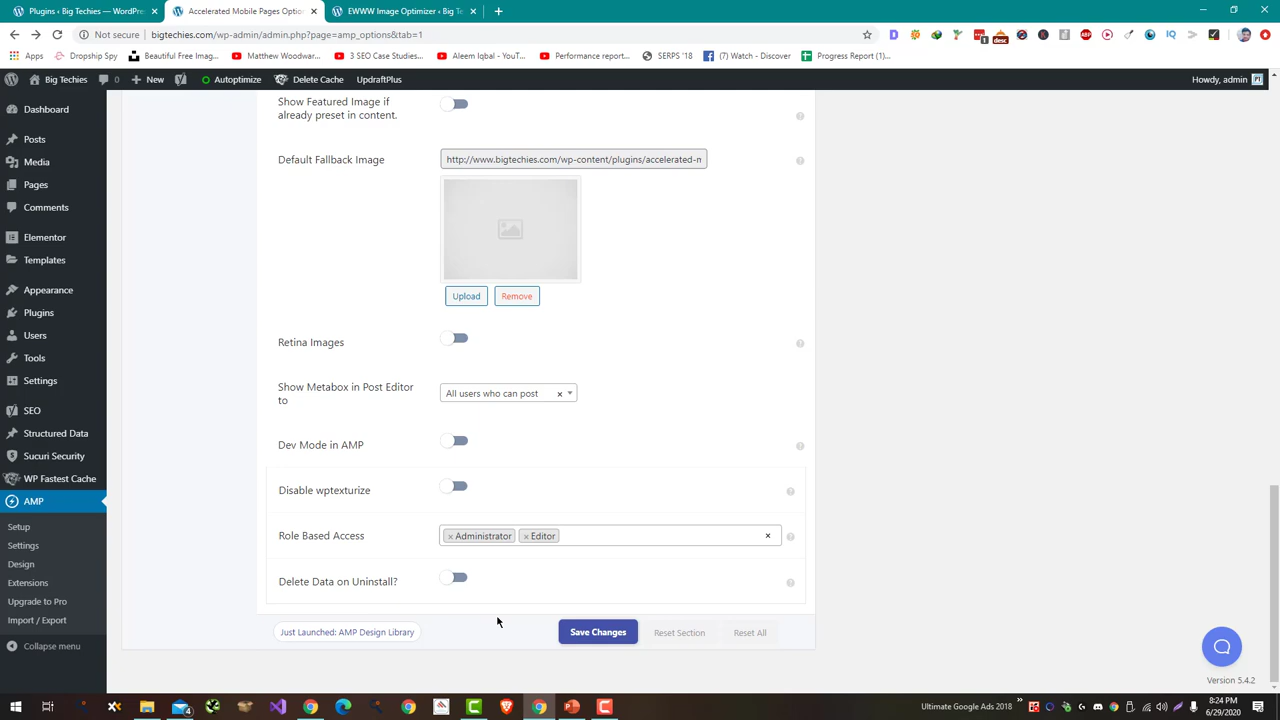 Plugins ‹ Big Techies — WordPre
Accelerated Mobile Pages Optio
EWWW Image Optimizer ‹ Big Te
Not secure
bigtechies.com/wp-admin/admin.php?page=amp_options&tab=1
Apps
Dropship Spy
Beautiful Free Imag...
Matthew Woodwar...
3 SEO Case Studies...
Aleem Iqbal - YouT...
Performance report...
SERPS '18
(7) Watch - Discover
Progress Report (1)...
Big Techies
0
New
Autoptimize
Delete Cache
UpdraftPlus
Howdy, admin
Dashboard
Posts
Media
Pages
Comments
Elementor
Templates
Appearance
Plugins
Users
Tools
Settings
SEO
Structured Data
Sucuri Security
WP Fastest Cache
AMP
Setup
Settings
Design
Extensions
Upgrade to Pro
Import / Export
Collapse menu
Show Featured Image if
already preset in content.
Default Fallback Image
http://www.bigtechies.com/wp-content/plugins/accelerated-m
Upload
Remove
Retina Images
Show Metabox in Post Editor
to
All users who can post
Dev Mode in AMP
Disable wptexturize
Role Based Access
× Administrator
× Editor
Delete Data on Uninstall?
Just Launched: AMP Design Library
Save Changes
Reset Section
Reset All
Version 5.4.2
Ultimate Google Ads 2018
8:24 PM
6/29/2020